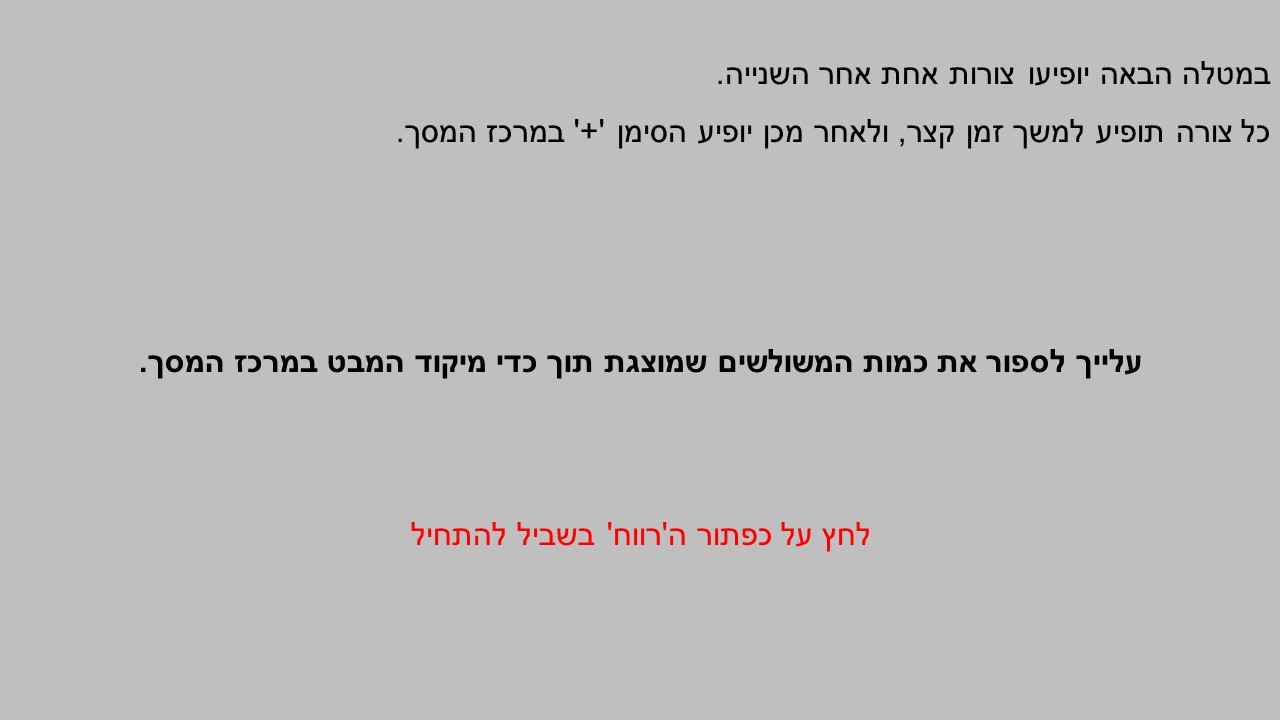 במטלה הבאה יופיעו צורות אחת אחר השנייה.
כל צורה תופיע למשך זמן קצר, ולאחר מכן יופיע הסימן '+' במרכז המסך.
עלייך לספור את כמות המשולשים שמוצגת תוך כדי מיקוד המבט במרכז המסך.
לחץ על כפתור ה'רווח' בשביל להתחיל